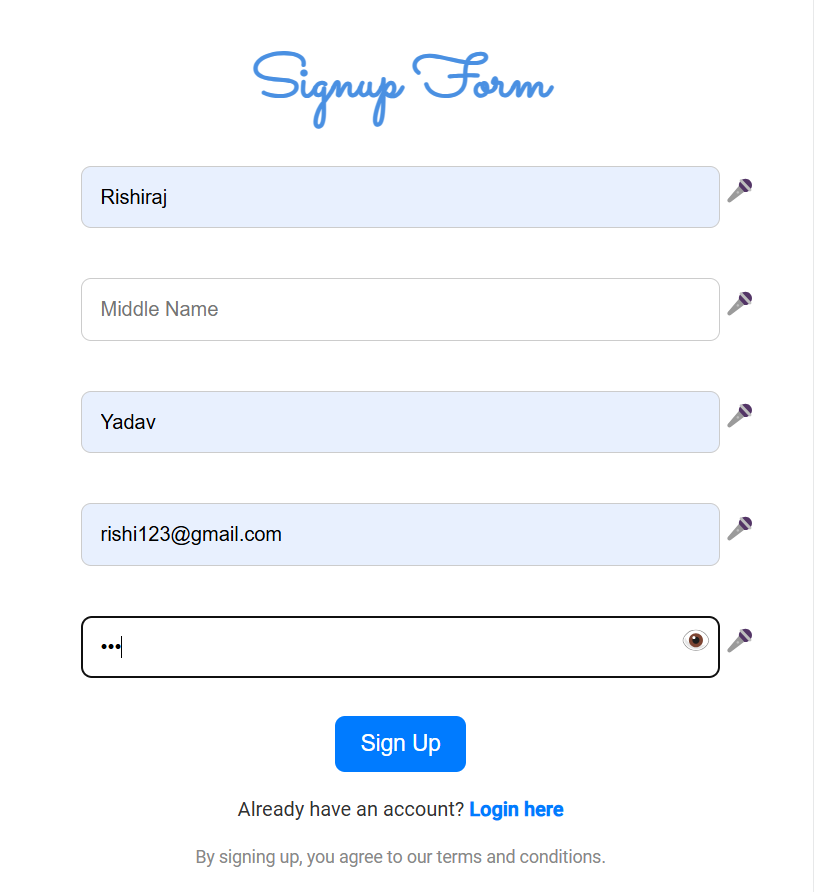 Signup Form
Rishiraj
Middle Name
Yadav
rishi123@gmail.com
•••
Sign Up
Already have an account? Login here
By signing up, you agree to our terms and conditions.